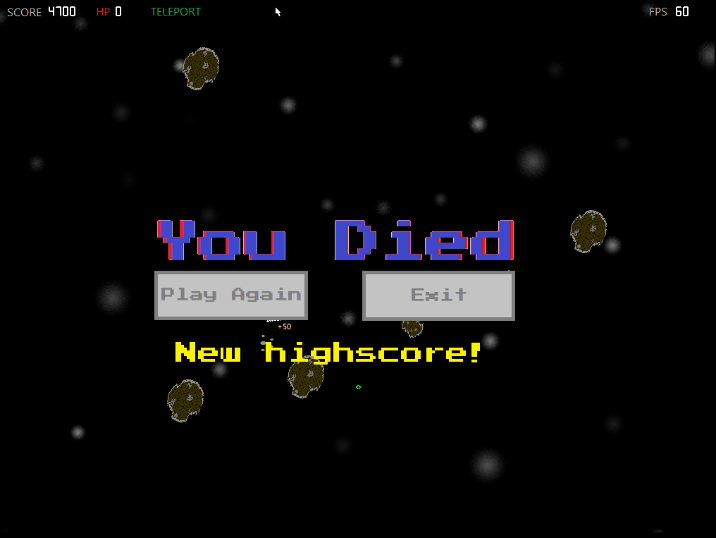 SCORE 4700 HP 0 TELEPORT FPS 60
You Died
Play Again Exit
+50
New highscore!